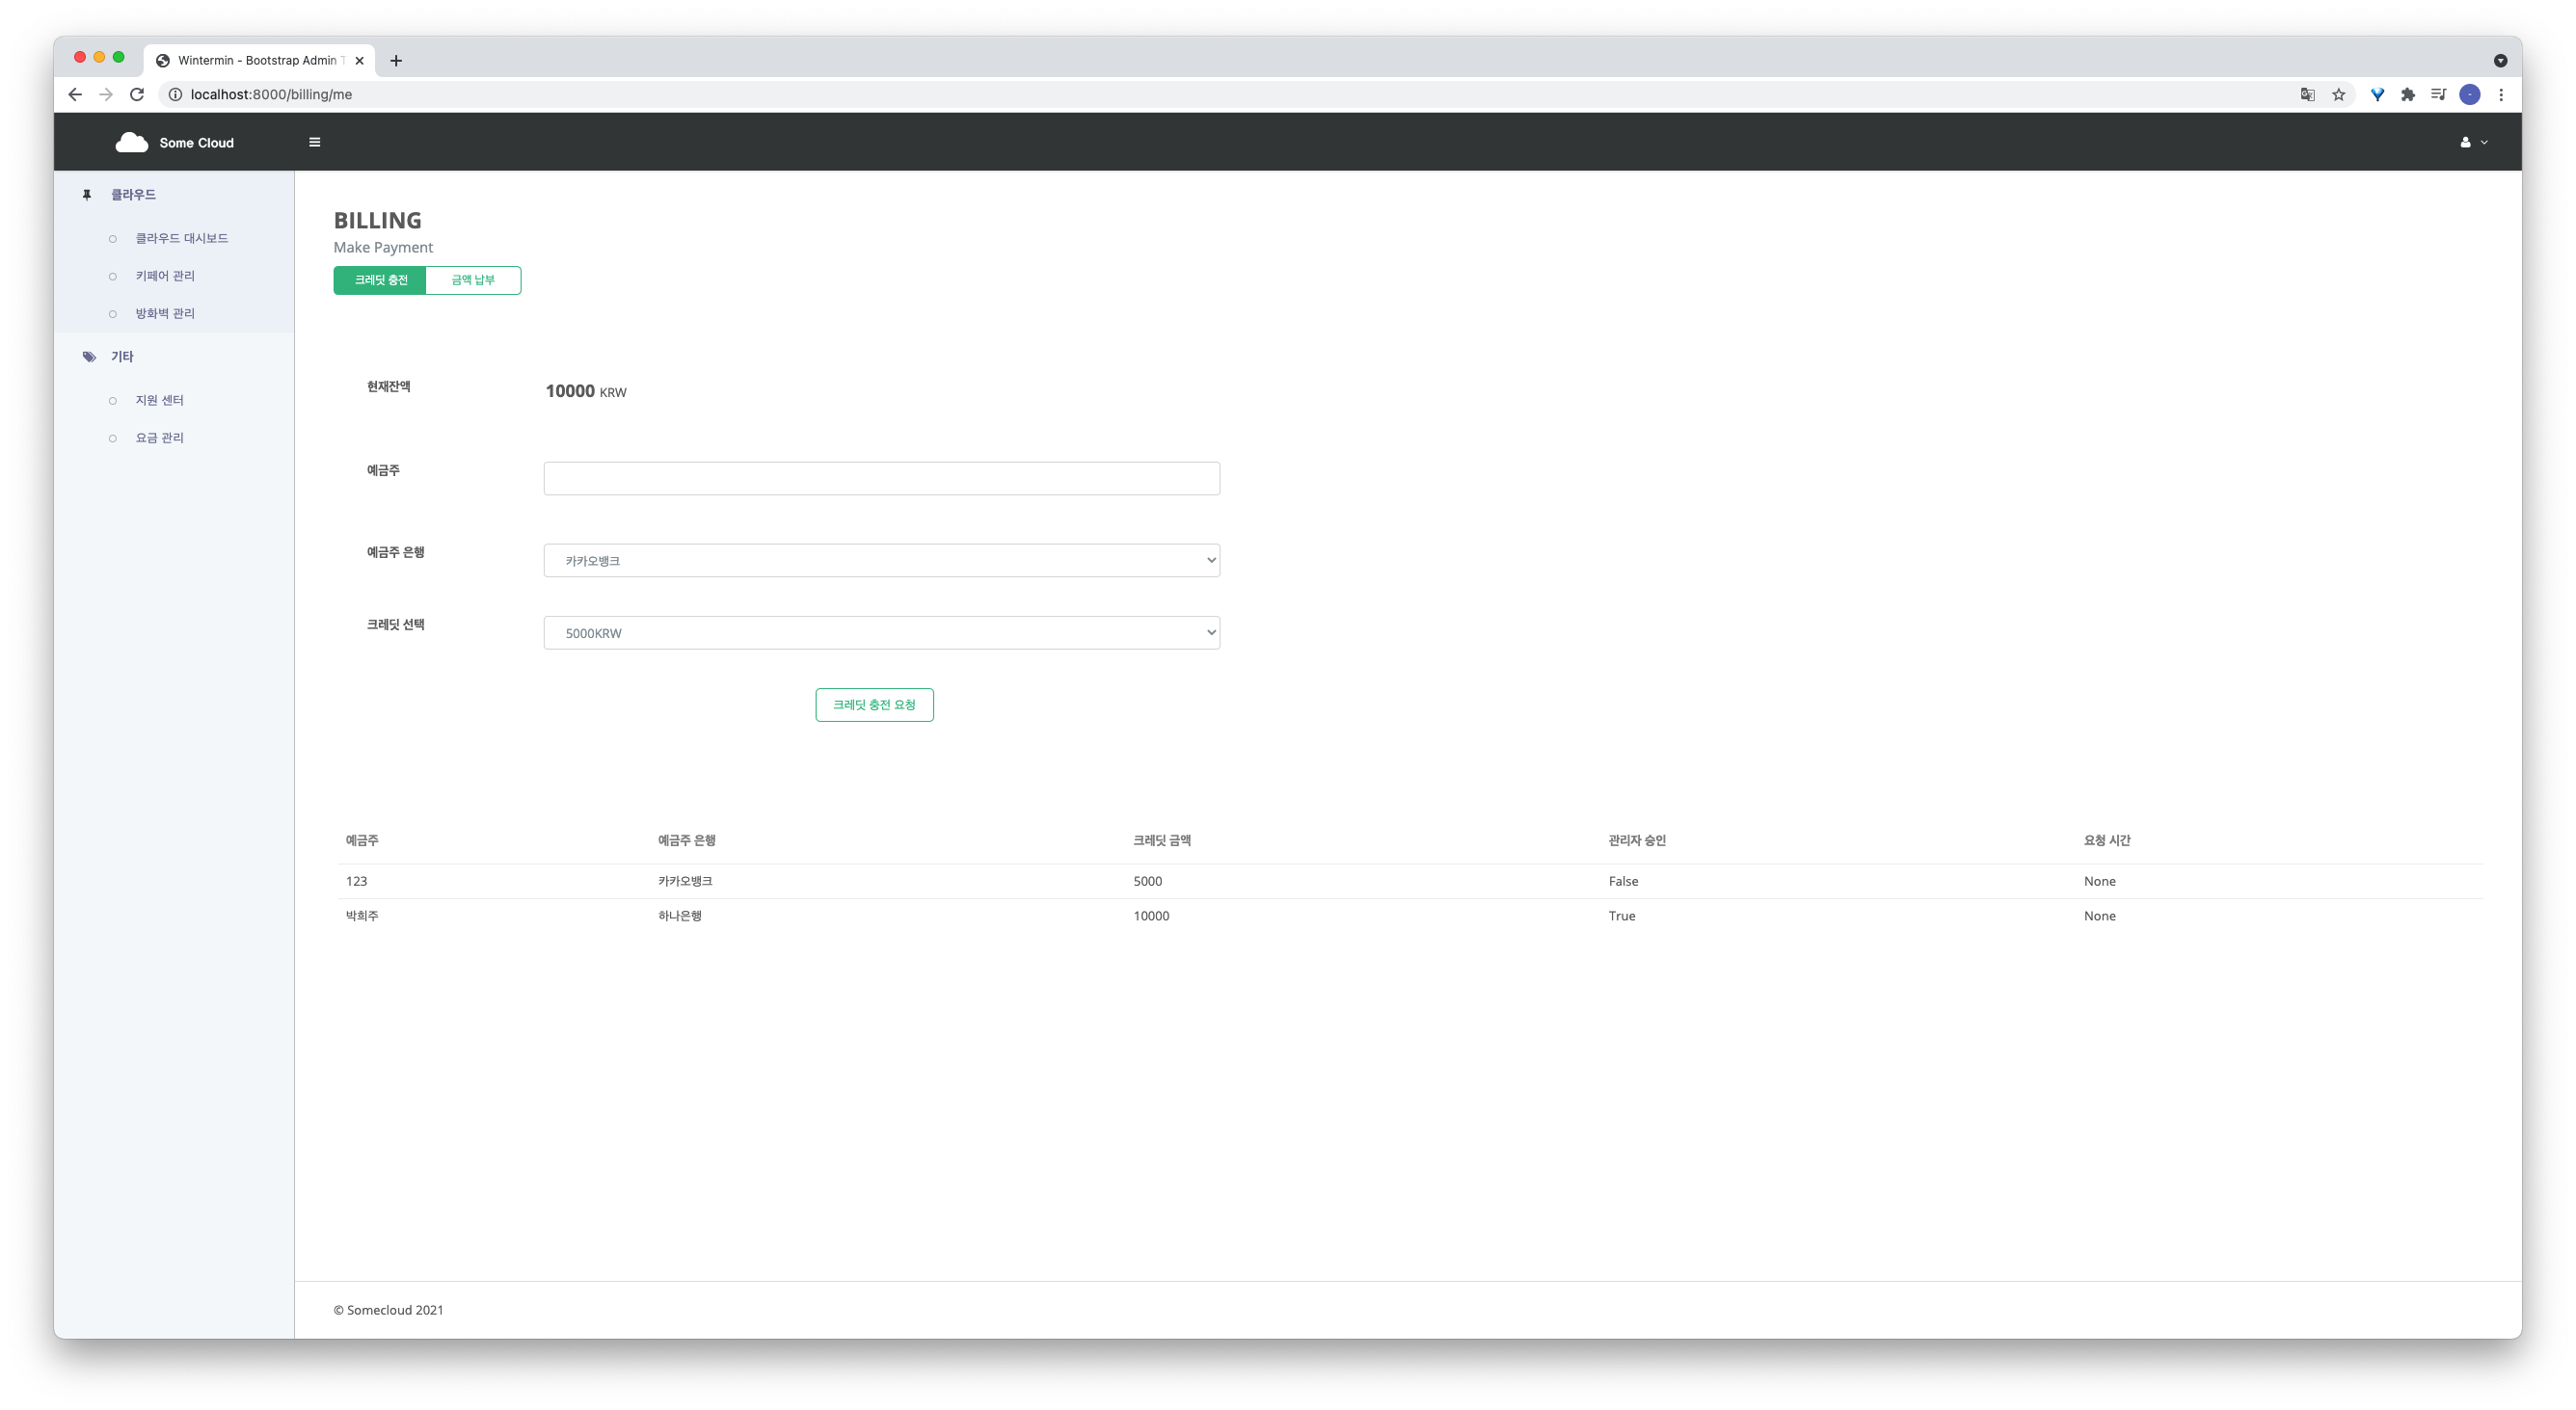 Wintermin - Bootstrap Admin
localhost:8000/billing/me
Some Cloud
클라우드
클라우드 대시보드
키페어 관리
방화벽 관리
기타
지원 센터
요금 관리
BILLING
Make Payment
크레딧 충전 금액 납부
현재잔액 10000 KRW
예금주
예금주 은행 카카오뱅크
크레딧 선택 5000KRW
크레딧 충전 요청
예금주 예금주 은행 크레딧 금액 관리자 승인 요청 시간
123 카카오뱅크 5000 False None
박희주 하나은행 10000 True None
© Somecloud 2021